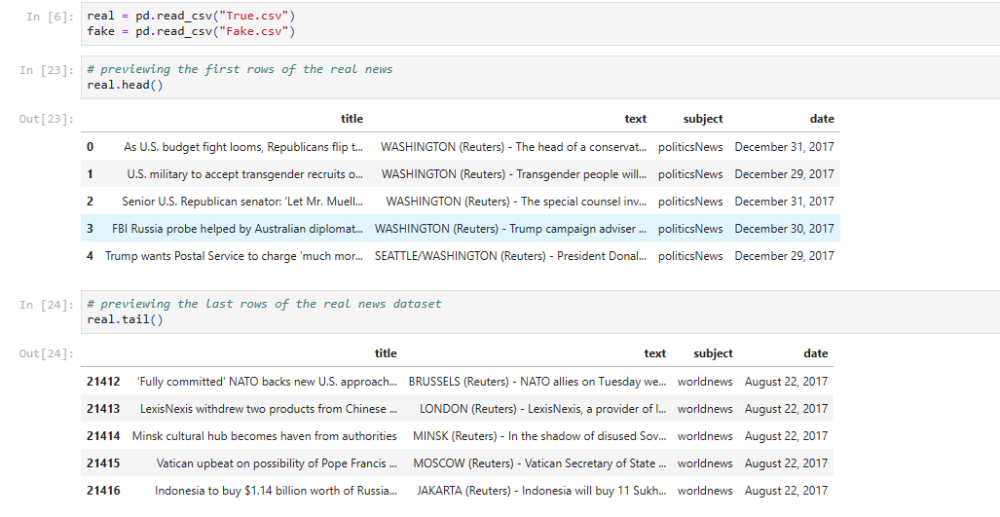 In [6]: real = pd.read_csv("True.csv")
fake = pd.read_csv("Fake.csv")
In [23]: # previewing the first rows of the real news
real.head()
Out[23]: title text subject date
0 As U.S. budget fight looms, Republicans flip t... WASHINGTON (Reuters) - The head of a conservat... politicsNews December 31, 2017
1 U.S. military to accept transgender recruits o... WASHINGTON (Reuters) - Transgender people will... politicsNews December 29, 2017
2 Senior U.S. Republican senator: 'Let Mr. Muell... WASHINGTON (Reuters) - The special counsel inv... politicsNews December 31, 2017
3 FBI Russia probe helped by Australian diplomat... WASHINGTON (Reuters) - Trump campaign adviser ... politicsNews December 30, 2017
4 Trump wants Postal Service to charge 'much mor... SEATTLE/WASHINGTON (Reuters) - President Donal... politicsNews December 29, 2017
In [24]: # previewing the last rows of the real news dataset
real.tail()
Out[24]: title text subject date
21412 'Fully committed' NATO backs new U.S. approach... BRUSSELS (Reuters) - NATO allies on Tuesday we... worldnews August 22, 2017
21413 LexisNexis withdrew two products from Chinese ... LONDON (Reuters) - LexisNexis, a provider of l... worldnews August 22, 2017
21414 Minsk cultural hub becomes haven from authorities MINSK (Reuters) - In the shadow of disused Sov... worldnews August 22, 2017
21415 Vatican upbeat on possibility of Pope Francis ... MOSCOW (Reuters) - Vatican Secretary of State ... worldnews August 22, 2017
21416 Indonesia to buy $1.14 billion worth of Russia... JAKARTA (Reuters) - Indonesia will buy 11 Sukh... worldnews August 22, 2017